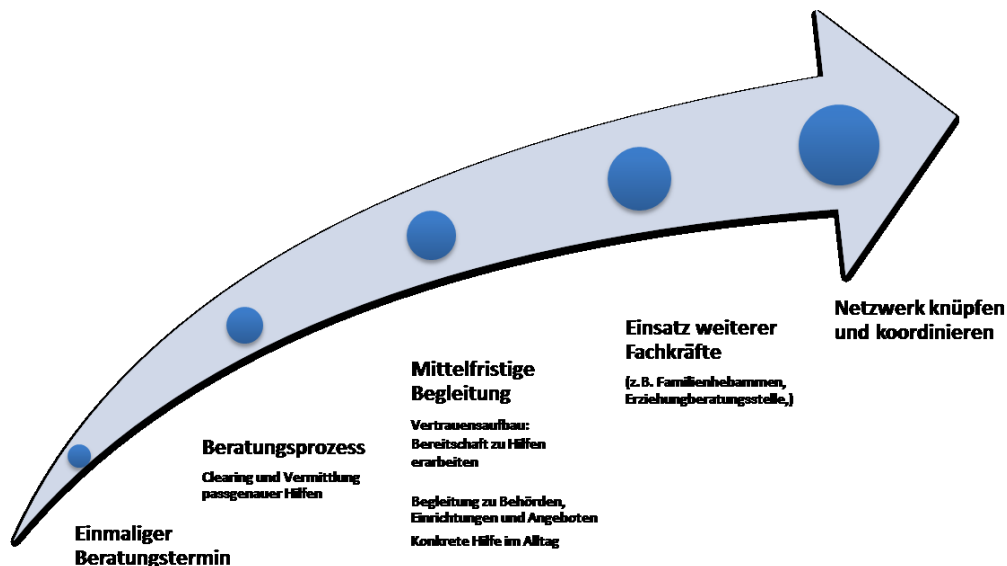 Einmaliger
Beratungstermin
Beratungsprozess
Clearing und Vermittlung
passgenauer Hilfen
Mittelfristige
Begleitung
Vertrauensaufbau:
Bereitschaft zu Hilfen
erarbeiten
Begleitung zu Behörden,
Einrichtungen und Angeboten
Konkrete Hilfe im Alltag
Einsatz weiterer
Fachkräfte
(z.B. Familienhebammen,
Erziehungberatungsstelle,)
Netzwerk knüpfen
und koordinieren